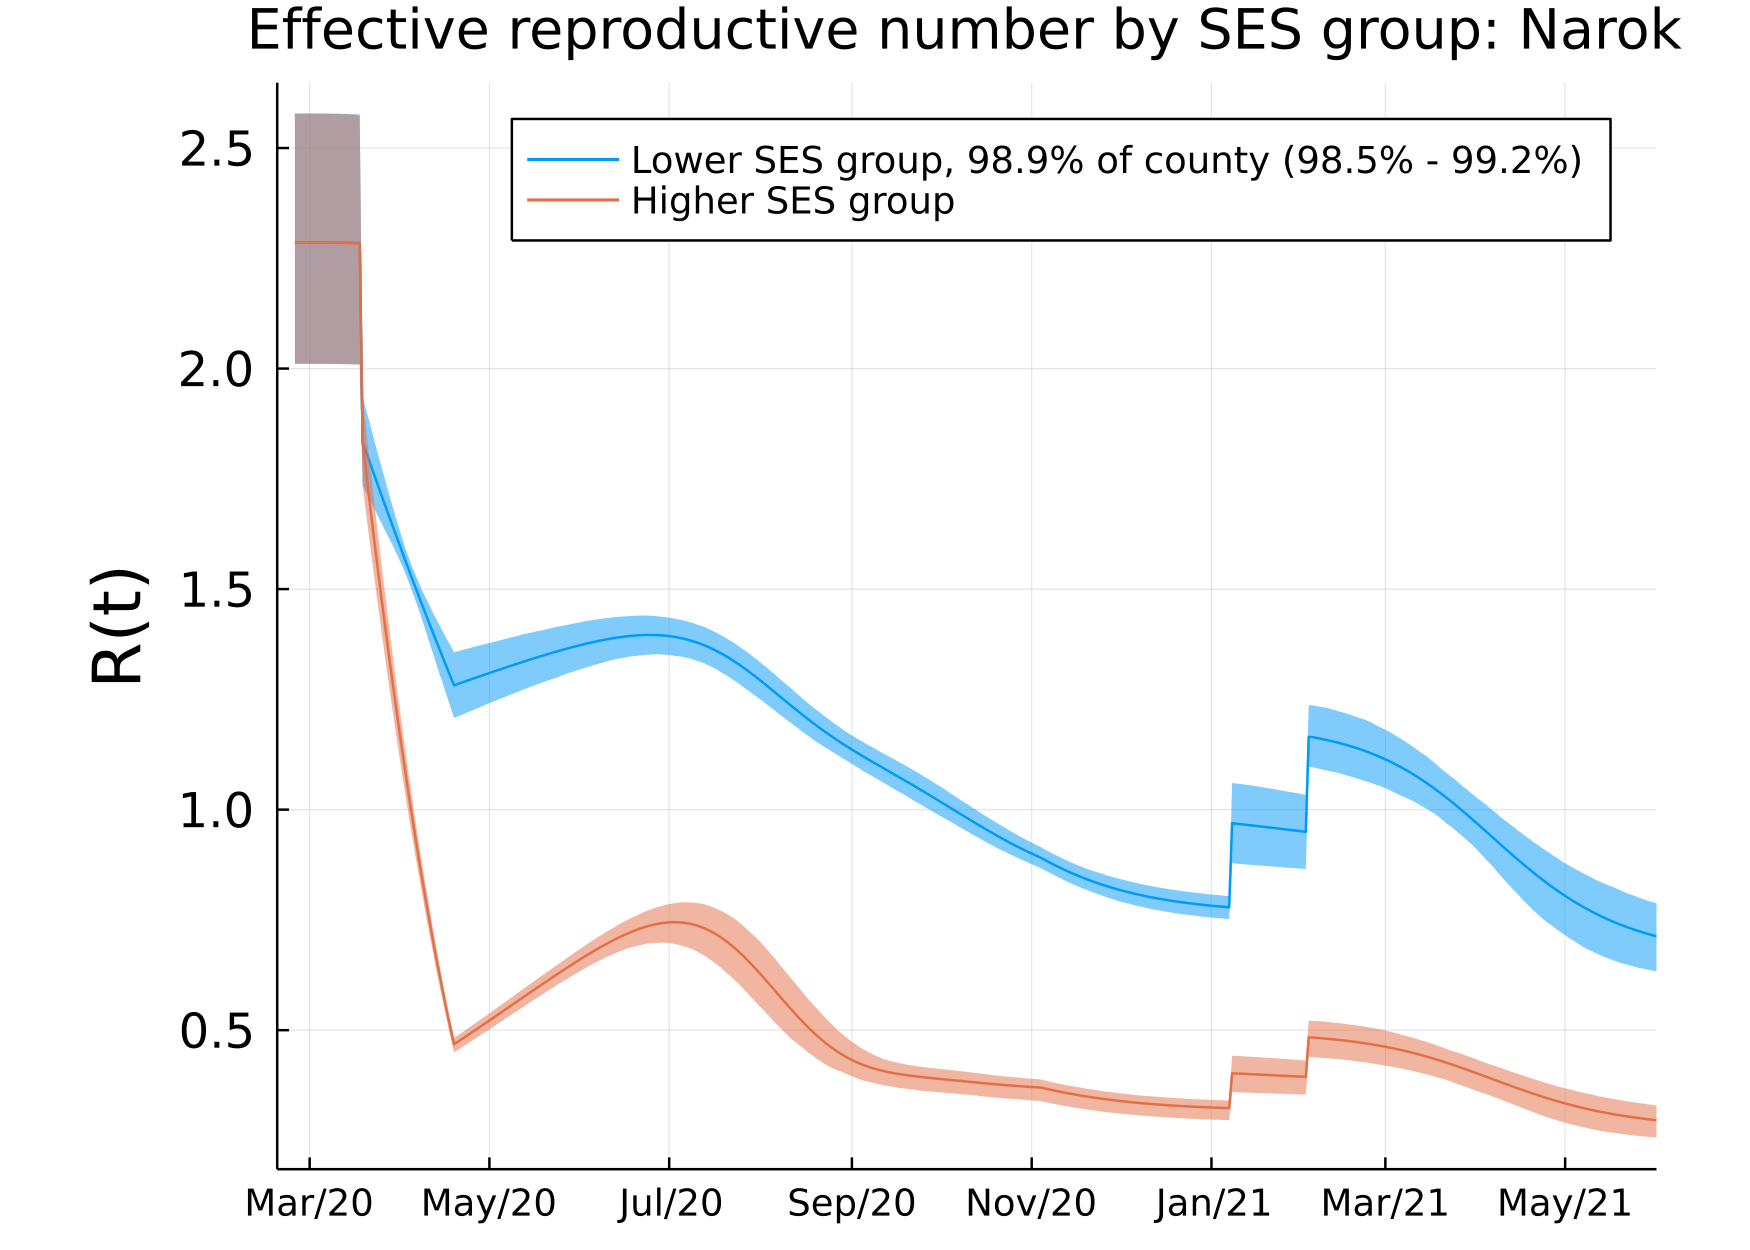 Effective reproductive number by SES group: Narok
Lower SES group, 98.9% of county (98.5% - 99.2%)
Higher SES group
R(t)
2.5
2.0
1.5
1.0
0.5
Mar/20 May/20 Jul/20 Sep/20 Nov/20 Jan/21 Mar/21 May/21